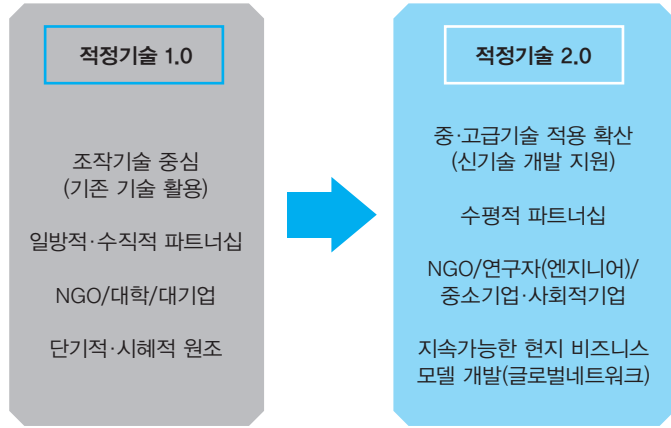 적정기술 1.0
조작기술 중심
(기존 기술 활용)
일방적·수직적 파트너십
NGO/대학/대기업
단기적·시혜적 원조
적정기술 2.0
중·고급기술 적용 확산
(신기술 개발 지원)
수평적 파트너십
NGO/연구자(엔지니어)/
중소기업·사회적기업
지속가능한 현지 비즈니스
모델 개발(글로벌네트워크)